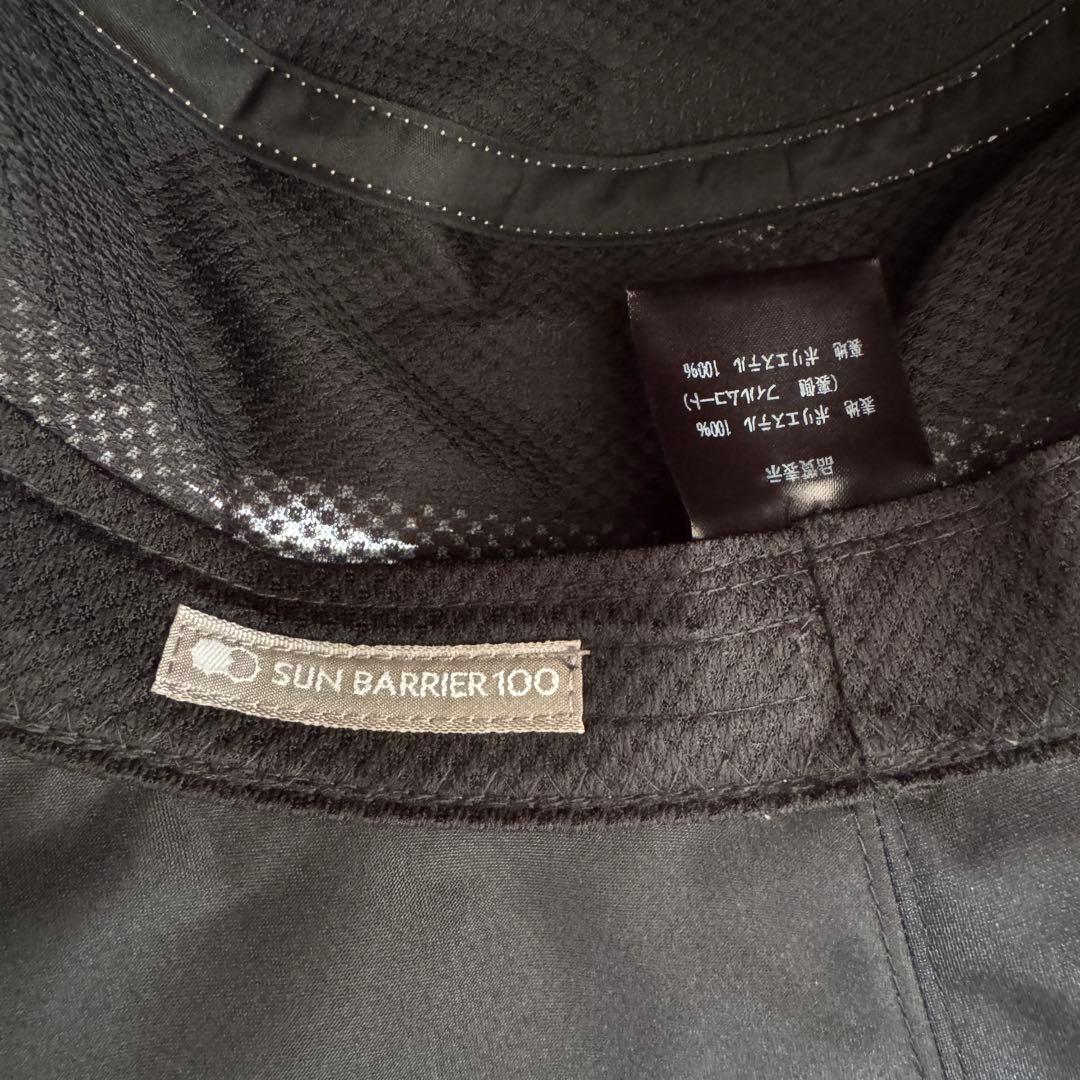 品質表示
表地 ポリエステル 100%
(裏側 フィルムコート)
裏地 ポリエステル 100%
SUN BARRIER 100